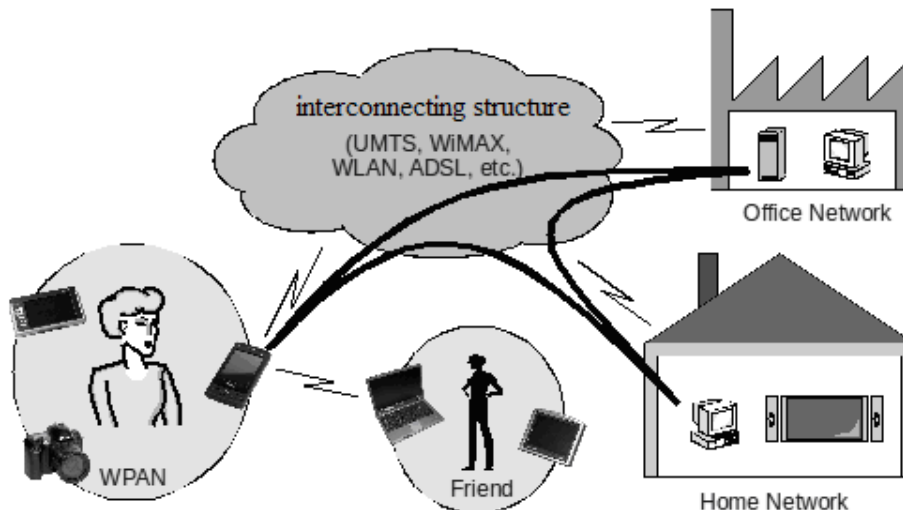 interconnecting structure
(UMTS, WiMAX,
WLAN, ADSL, etc.)
Office Network
WPAN
Friend
Home Network